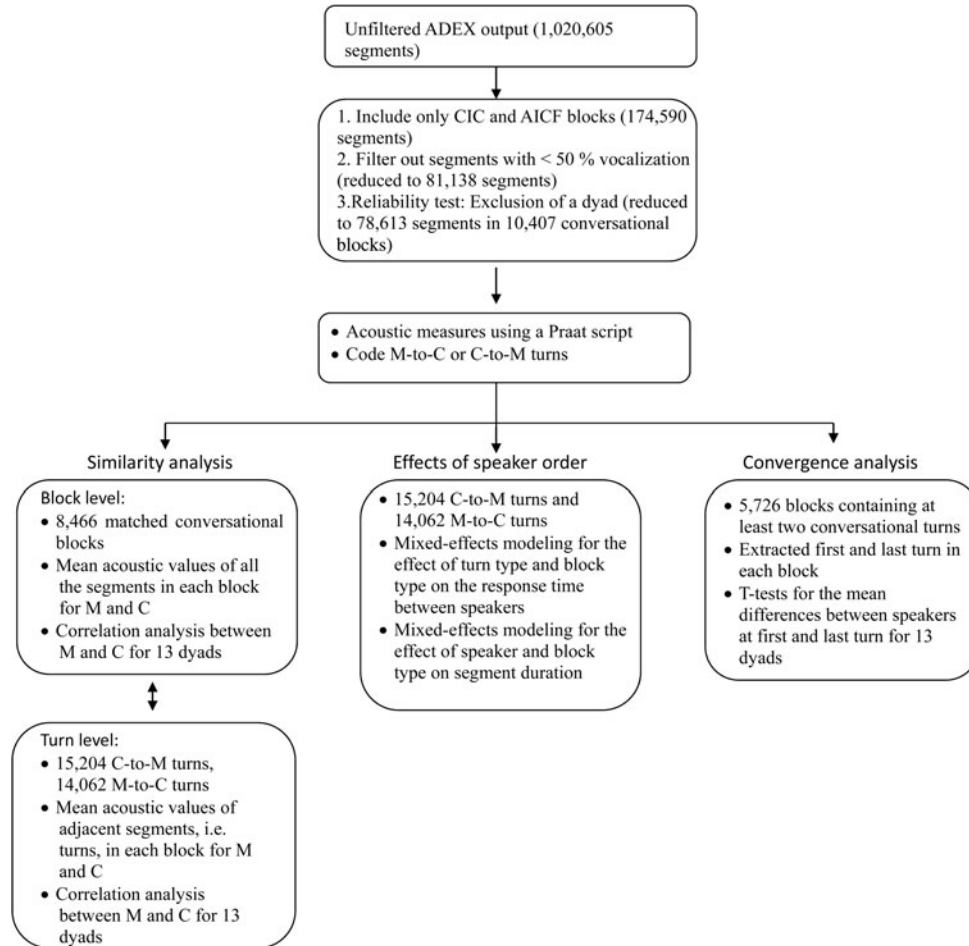 Unfiltered ADEX output (1,020,605
segments)
1. Include only CIC and AICF blocks (174,590
segments)
2. Filter out segments with < 50 % vocalization
(reduced to 81,138 segments)
3.Reliability test: Exclusion of a dyad (reduced
to 78,613 segments in 10,407 conversational
blocks)
• Acoustic measures using a Praat script
• Code M-to-C or C-to-M turns
Similarity analysis
Block level:
• 8,466 matched conversational
blocks
• Mean acoustic values of all
the segments in each block
for M and C
• Correlation analysis between
M and C for 13 dyads
Turn level:
• 15,204 C-to-M turns,
14,062 M-to-C turns
• Mean acoustic values of
adjacent segments, i.e.
turns, in each block for M
and C
• Correlation analysis
between M and C for 13
dyads
Effects of speaker order
• 15,204 C-to-M turns and
14,062 M-to-C turns
• Mixed-effects modeling for the
effect of turn type and block
type on the response time
between speakers
• Mixed-effects modeling for the
effect of speaker and block
type on segment duration
Convergence analysis
• 5,726 blocks containing at
least two conversational turns
• Extracted first and last turn in
each block
• T-tests for the mean
differences between speakers
at first and last turn for 13
dyads